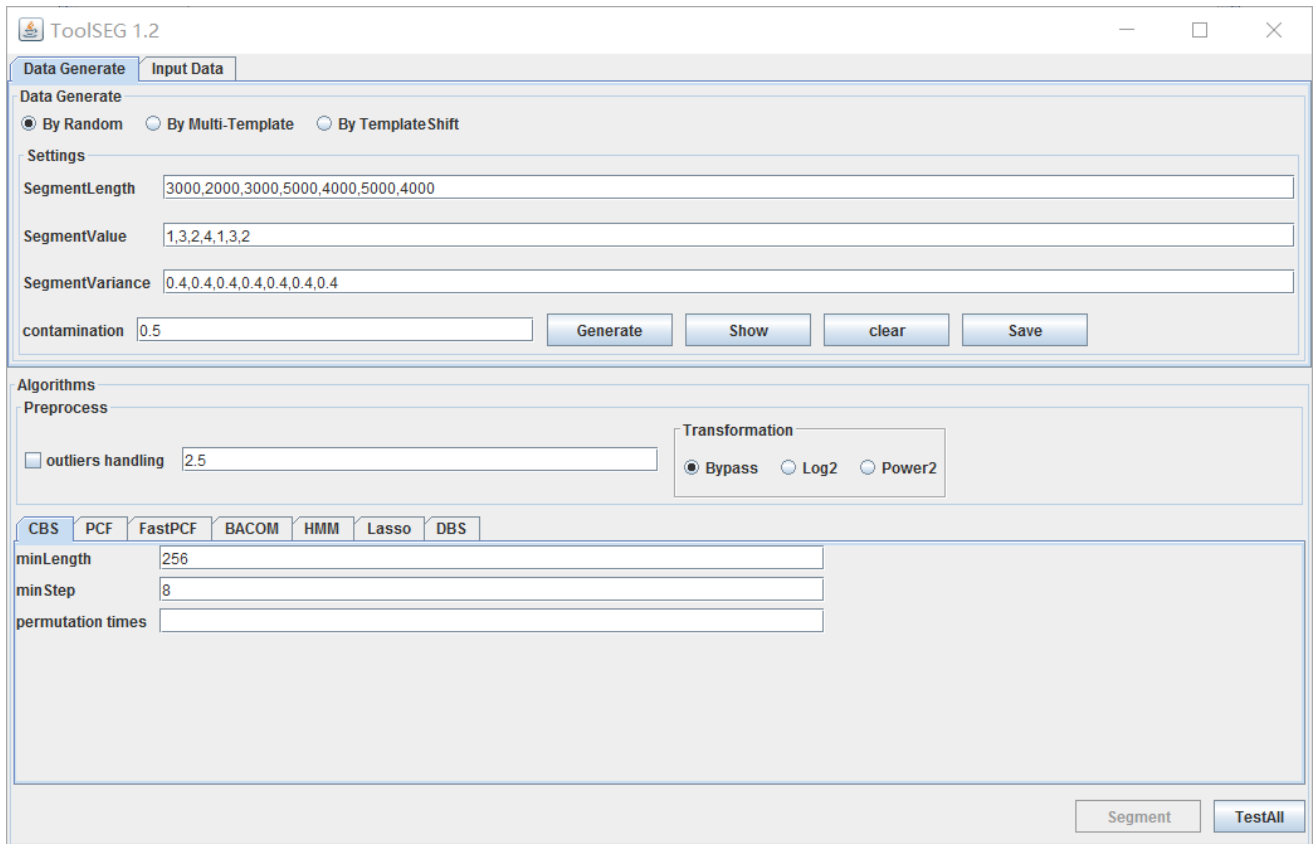 ToolSEG 1.2
Data Generate Input Data
Data Generate
By Random By Multi-Template By TemplateShift
Settings
SegmentLength 3000,2000,3000,5000,4000,5000,4000
SegmentValue 1,3,2,4,1,3,2
SegmentVariance 0.4,0.4,0.4,0.4,0.4,0.4,0.4
contamination 0.5 Generate Show clear Save
Algorithms
Preprocess
Transformation
outliers handling 2.5 Bypass Log2 Power2
CBS PCF FastPCF BACOM HMM Lasso DBS
minLength 256
minStep 8
permutation times
Segment TestAll